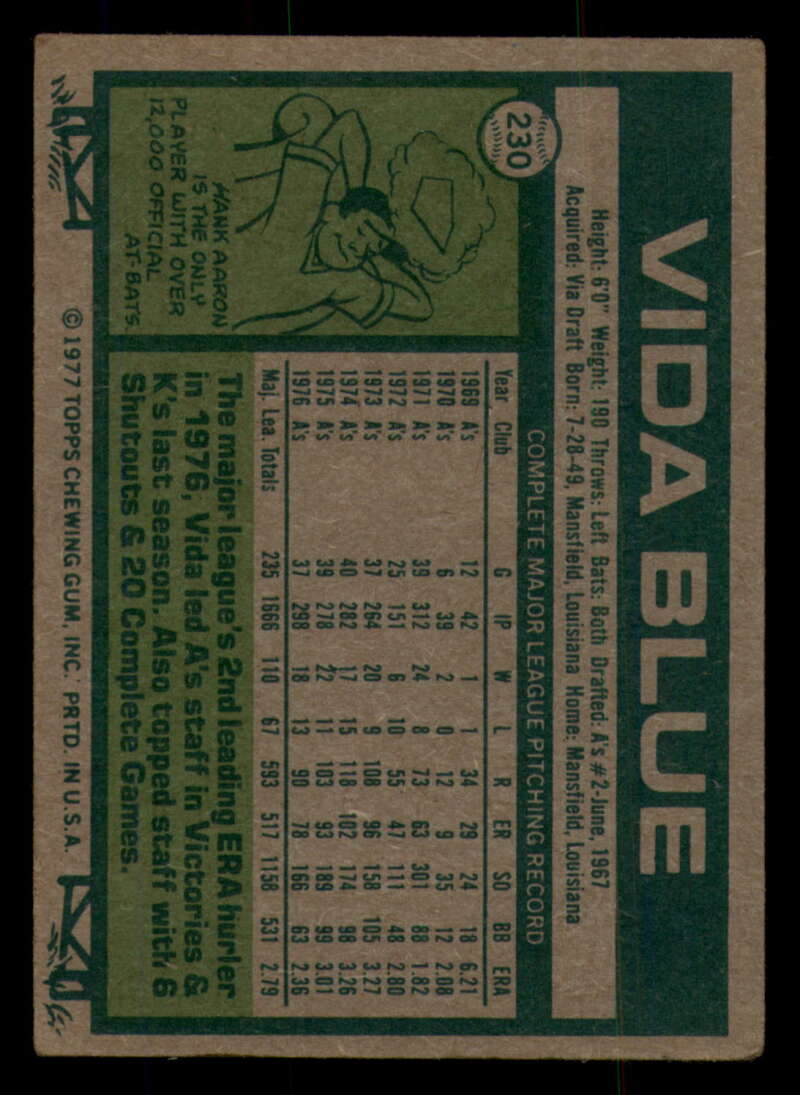 230
VIDA BLUE
Height: 6'0" Weight: 190 Throws: Left Bats: Both Drafted: A's #2-June, 1967
Acquired: Via Draft Born: 7-28-49, Mansfield, Louisiana Home: Mansfield, Louisiana
HANK AARON
IS THE ONLY
PLAYER WITH OVER
12,000 OFFICIAL
AT-BATS.
COMPLETE MAJOR LEAGUE PITCHING RECORD
Year Club G IP W L R ER SO BB ERA
1969 A's 12 42 1 1 34 29 24 18 6.21
1970 A's 6 39 2 0 12 9 35 12 2.08
1971 A's 39 312 24 8 73 63 301 88 1.82
1972 A's 25 151 6 10 55 47 111 48 2.80
1973 A's 37 264 20 9 108 96 158 105 3.27
1974 A's 40 282 17 15 118 102 174 98 3.26
1975 A's 39 278 22 11 103 93 189 99 3.01
1976 A's 37 298 18 13 90 78 166 63 2.36
Maj. Lea. Totals 235 1666 110 67 593 517 1158 531 2.79
The major league's 2nd leading ERA hurler
in 1976, Vida led A's staff in Victories &
K's last season. Also topped staff with 6
Shutouts & 20 Complete Games.
© 1977 TOPPS CHEWING GUM, INC. PRTD. IN U.S.A.